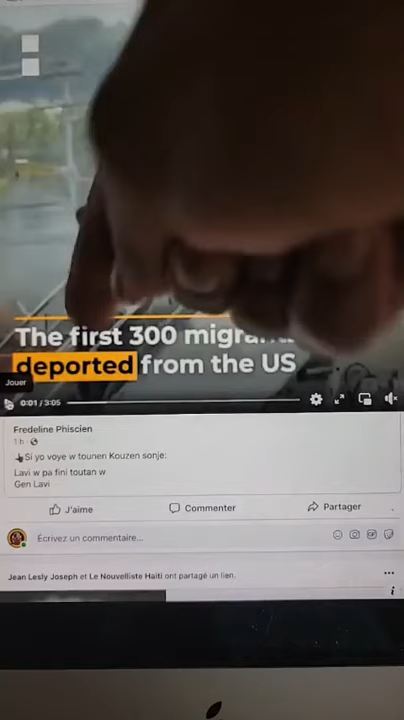 The first 300
deported from the US
Jouer
0:01 / 3:05
Fredeline Phiscien
1 h
Si yo voye w tounen Kouzen sonje:
Lavi w pa fini toutan w
Gen Lavi
J'aime
Commenter
Partager
Écrivez un commentaire...
GIF
Jean Lesly Joseph et Le Nouvelliste Haiti ont partagé un lien.